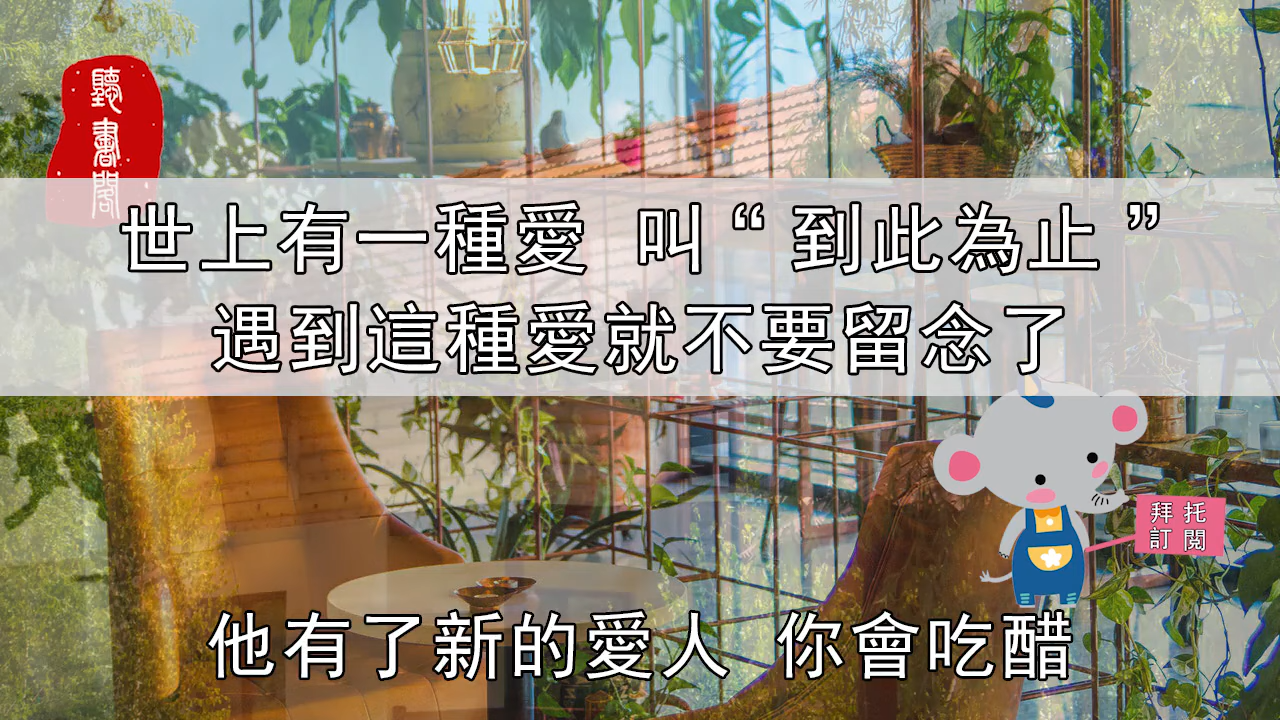 聽書閣
世上有一種愛 叫“到此為止”
遇到這種愛就不要留念了
拜托
訂閱
他有了新的愛人 你會吃醋